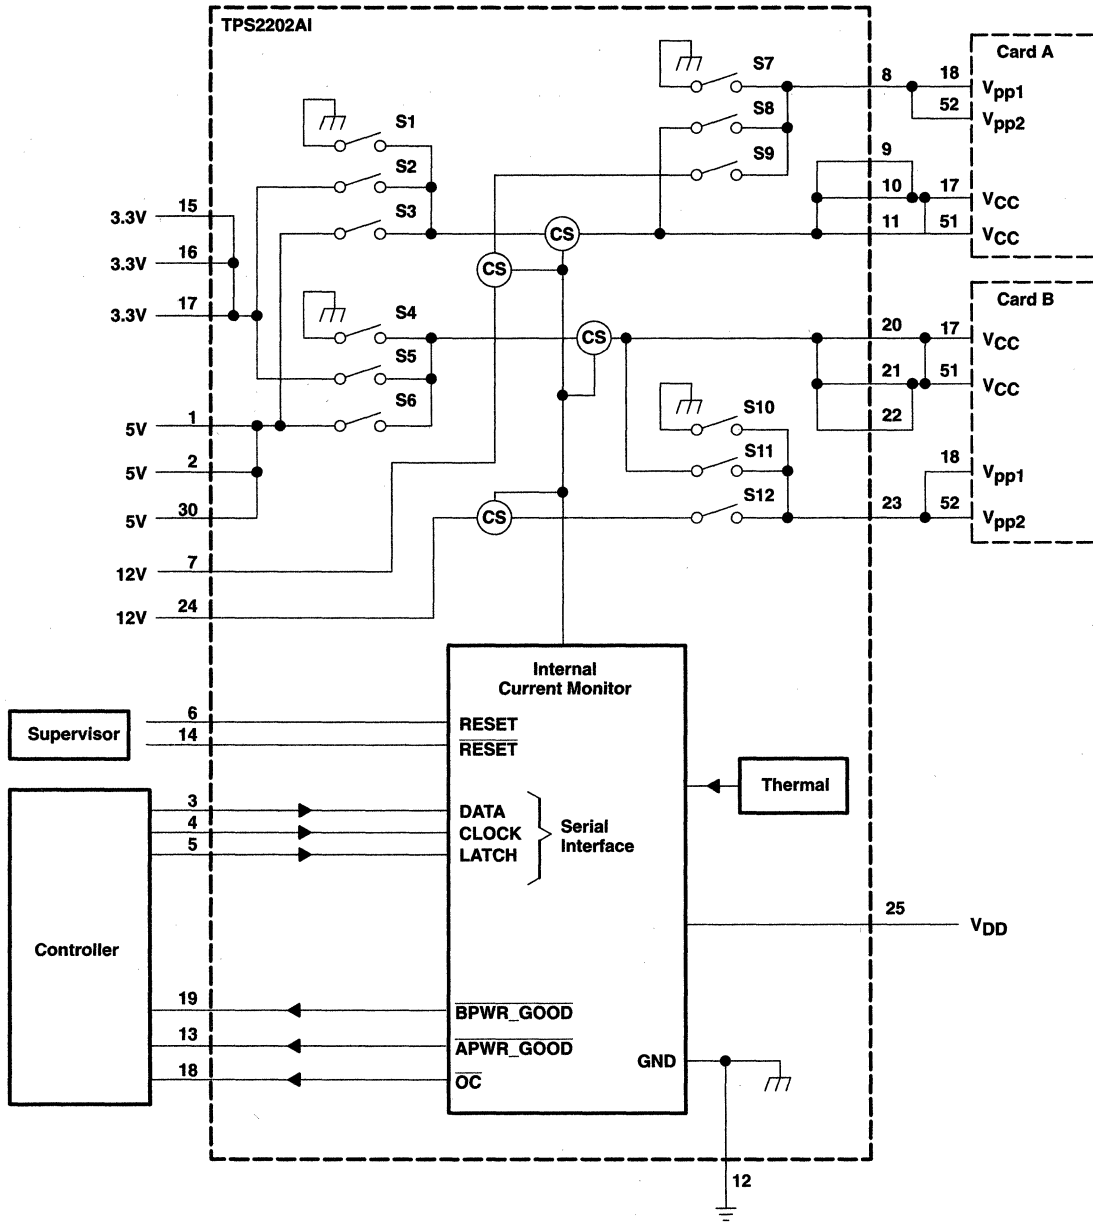 TPS2202AI
S7
8
18
Card A
Vpp1
52
Vpp2
S1
S8
S9
9
S2
10
17
VCC
3.3V
15
S3
CS
11
51
VCC
3.3V
16
CS
3.3V
17
S4
CS
20
17
Card B
VCC
S5
21
51
VCC
S6
22
5V
1
S10
5V
2
S11
18
Vpp1
5V
30
CS
S12
23
52
Vpp2
12V
7
12V
24
Internal
Current Monitor
Supervisor
6
RESET
14
RESET
Thermal
3
DATA
4
CLOCK
5
LATCH
Serial
Interface
25
VDD
Controller
19
BPWR_GOOD
13
APWR_GOOD
18
OC
GND
12